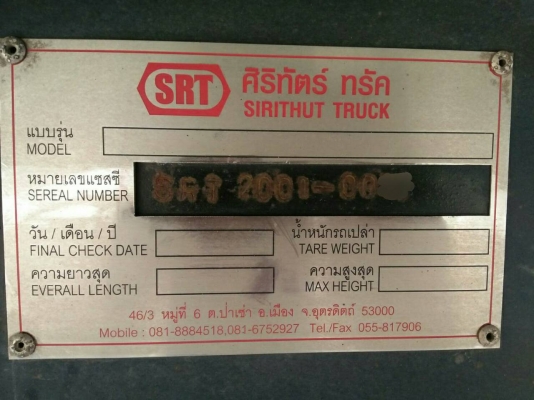 SRT ศิริทัตร์ ทรัค
SIRITHUT TRUCK
แบบรุ่น
MODEL
หมายเลขแชสซี
SEREAL NUMBER
SRT 2001-00
วัน / เดือน / ปี
FINAL CHECK DATE
น้ำหนักรถเปล่า
TARE WEIGHT
ความยาวสุด
EVERALL LENGTH
ความสูงสุด
MAX HEIGHT
46/3 หมู่ที่ 6 ต.ป่าเซ่า อ.เมือง จ.อุตรดิตถ์ 53000
Mobile : 081-8884518,081-6752927 Tel./Fax 055-817906